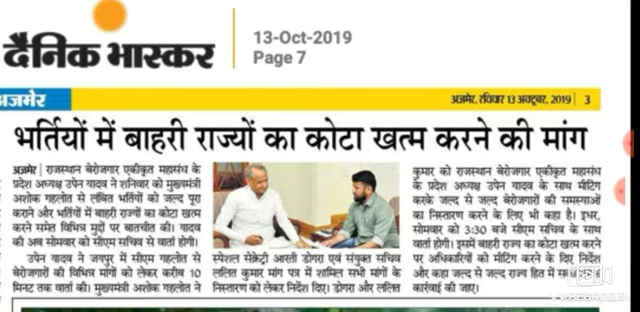 दैनिक भास्कर
13-Oct-2019
Page 7
अजमेर
अजमेर, रविवार 13 अक्टूबर, 2019 | 3
भर्तियों में बाहरी राज्यों का कोटा खत्म करने की मांग
अजमेर | राजस्थान बेरोजगार एकीकृत महासंघ के
प्रदेश अध्यक्ष उपेन यादव ने शनिवार को मुख्यमंत्री
अशोक गहलोत से लंबित भर्तियों को जल्द पूरा
कराने और भर्तियों में बाहरी राज्यों का कोटा खत्म
करने समेत विभिन्न मुद्दों पर बातचीत की। यादव
की अब सोमवार को सीएम सचिव से वार्ता होगी।
उपेन यादव ने जयपुर में सीएम गहलोत से
बेरोजगारों की विभिन्न मांगों को लेकर करीब 10
मिनट तक वार्ता की। मुख्यमंत्री अशोक गहलोत ने
स्पेशल सेक्रेट्री आरती डोगरा एवं संयुक्त सचिव
ललित कुमार मांग पत्र में शामिल सभी मांगों के
निस्तारण को लेकर निर्देश दिए। डोगरा और ललित
कुमार को राजस्थान बेरोजगार एकीकृत महासंघ
के प्रदेश अध्यक्ष उपेन यादव के साथ मीटिंग
करके जल्द से जल्द बेरोजगारों की समस्याओं
का निस्तारण करने के लिए भी कहा है। इधर,
सोमवार को 3:30 बजे सीएम सचिव के साथ
वार्ता होगी। इसमें बाहरी राज्य का कोटा खत्म करने
पर अधिकारियों को मीटिंग करने के दिए निर्देश
और कहा जल्द से जल्द राज्य हित में
कार्रवाई की जाए।